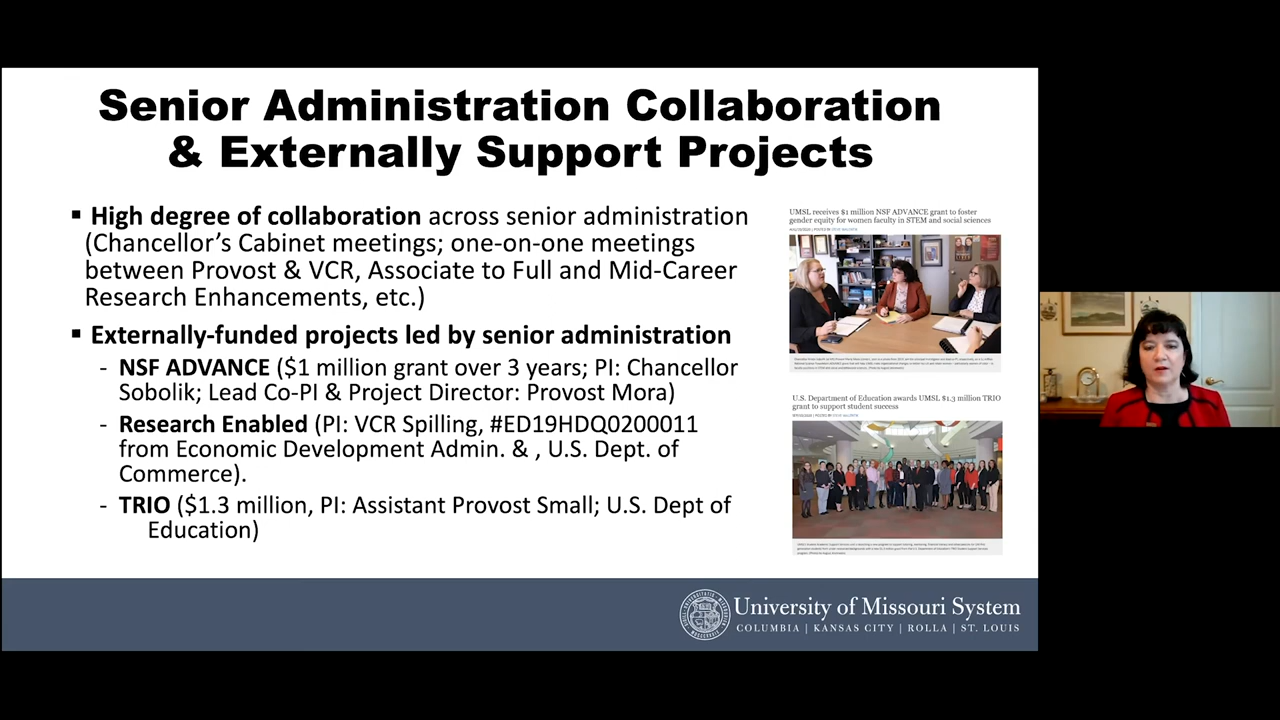 Senior Administration Collaboration
& Externally Support Projects
▪ High degree of collaboration across senior administration
(Chancellor’s Cabinet meetings; one-on-one meetings
between Provost & VCR, Associate to Full and Mid-Career
Research Enhancements, etc.)
▪ Externally-funded projects led by senior administration
- NSF ADVANCE ($1 million grant over 3 years; PI: Chancellor
Sobolik; Lead Co-PI & Project Director: Provost Mora)
- Research Enabled (PI: VCR Spilling, #ED19HDQ0200011
from Economic Development Admin. & , U.S. Dept. of
Commerce).
- TRIO ($1.3 million, PI: Assistant Provost Small; U.S. Dept of
Education)
UMSL receives $1 million NSF ADVANCE grant to foster
gender equity for women faculty in STEM and social sciences
U.S. Department of Education awards UMSL $1.3 million TRIO
grant to support student success
University of Missouri System
COLUMBIA | KANSAS CITY | ROLLA | ST. LOUIS